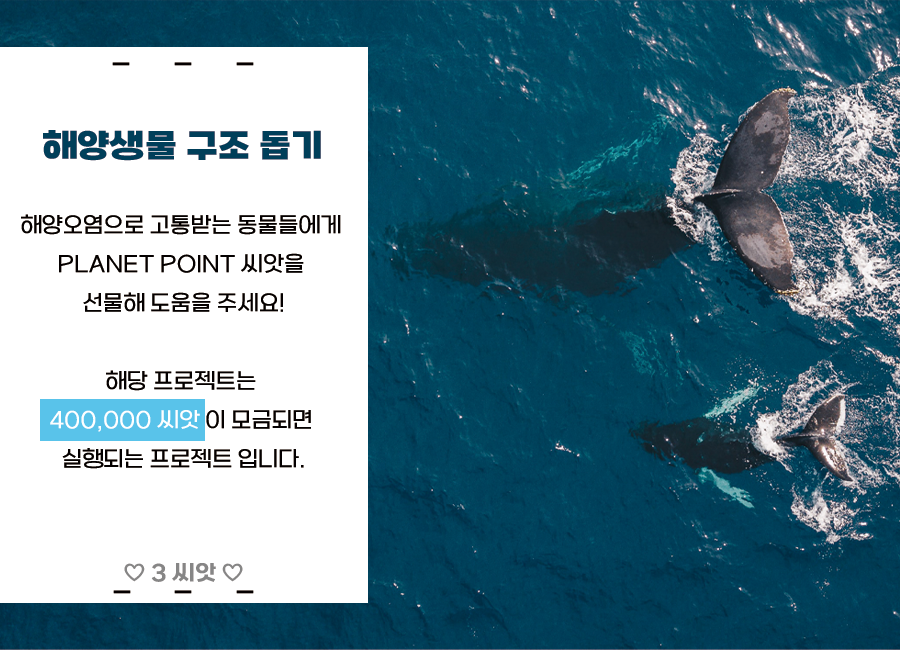 해양생물 구조 돕기
해양오염으로 고통받는 동물들에게
PLANET POINT 씨앗을
선물해 도움을 주세요!
해당 프로젝트는
400,000 씨앗이 모금되면
실행되는 프로젝트 입니다.
♡ 3 씨앗 ♡